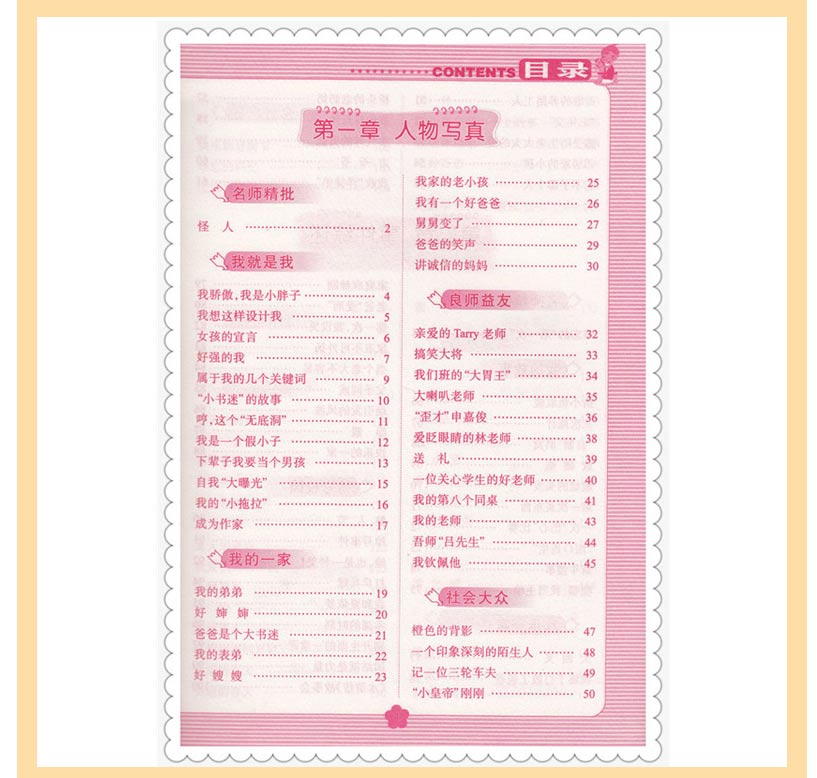 CONTENTS 目录
第一章 人物写真
名师精批
怪 人 2
我就是我
我骄傲,我是小胖子 4
我想这样设计我 5
女孩的宣言 6
好强的我 7
属于我的几个关键词 9
“小书迷”的故事 10
哼,这个“无底洞” 11
我是一个假小子 12
下辈子我要当个男孩 13
自我“大曝光” 15
我的“小拖拉” 16
成为作家 17
我的一家
我的弟弟 19
好 婶 婶 20
爸爸是个大书迷 21
我的表弟 22
好 嫂 嫂 23
我家的老小孩 25
我有一个好爸爸 26
舅舅变了 27
爸爸的笑声 29
讲诚信的妈妈 30
良师益友
亲爱的 Tarry 老师 32
搞笑大将 33
我们班的“大胃王” 34
大喇叭老师 35
“歪才”申嘉俊 36
爱眨眼睛的林老师 38
送 礼 39
一位关心学生的好老师 40
我的第八个同桌 41
我的老师 43
吾师“吕先生” 44
我钦佩他 45
社会大众
橙色的背影 47
一个印象深刻的陌生人 48
记一位三轮车夫 49
“小皇帝”刚刚 50